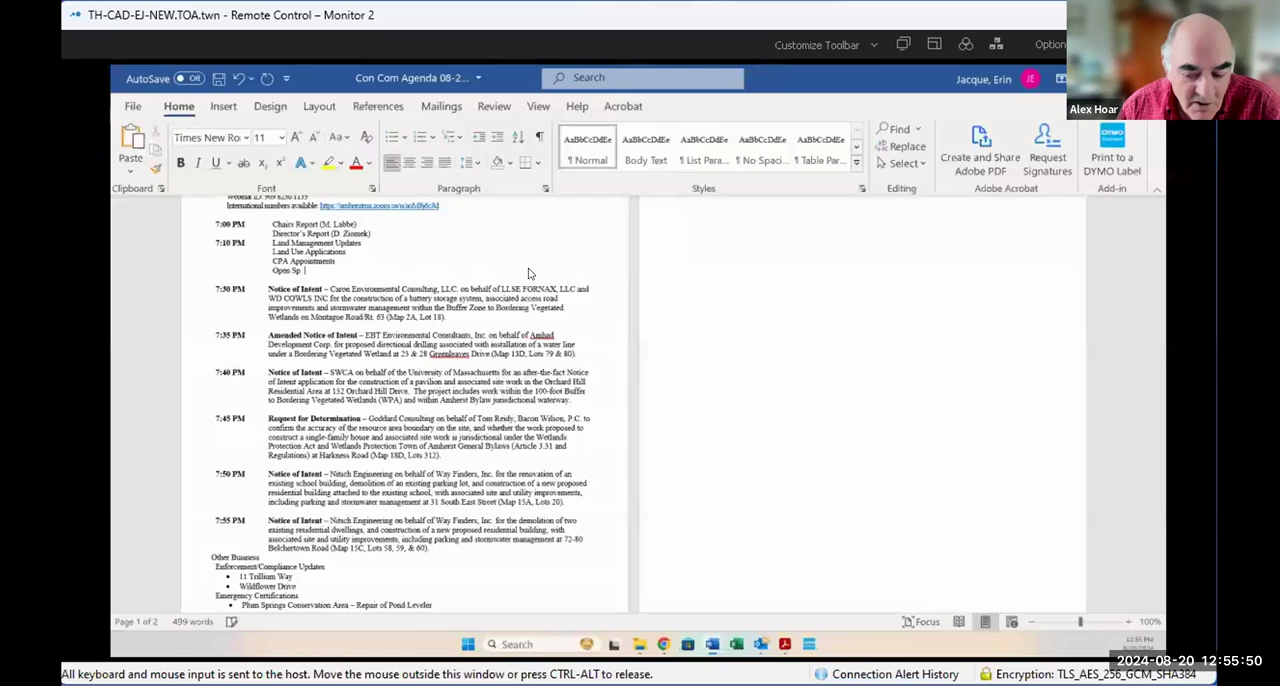 TH-CAD-EJ-NEW.TOA.twn - Remote Control – Monitor 2
Customize Toolbar
Option
Alex Hoar
AutoSave Off
Con Com Agenda 08-2...
Search
Jacque, Erin
JE
File Home Insert Design Layout References Mailings Review View Help Acrobat
Times New Ro 11
Paste
AaBbCcDdEe AaBbCcDdEe AaBbCcDdEe AaBbCcDdEe AaBbCcDdEe
¶ Normal Body Text ¶ List Para... ¶ No Spaci... ¶ Table Par...
Find
Replace
Select
Create and Share Adobe PDF
Request Signatures
Print to a DYMO Label
Clipboard Font Paragraph Styles Editing Adobe Acrobat Add-in
International numbers available:
7:00 PM Chairs Report (M. Labbe)
Director's Report (D. Ziomek)
7:10 PM Land Management Updates
Land Use Applications
CPA Appointments
Open Sp
7:30 PM Notice of Intent – Caron Environmental Consulting, LLC. on behalf of LLSE FORNAX, LLC and
WD COWLS INC for the construction of a battery storage system, associated access road
improvements and stormwater management within the Buffer Zone to Bordering Vegetated
Wetlands on Montague Road/Rt. 63 (Map 2A, Lot 18).
7:35 PM Amended Notice of Intent – EBT Environmental Consultants, Inc. on behalf of Amhad
Development Corp. for proposed directional drilling associated with installation of a water line
under a Bordering Vegetated Wetland at 23 & 28 Greenleaves Drive (Map 13D, Lots 79 & 80).
7:40 PM Notice of Intent – SWCA on behalf of the University of Massachusetts for an after-the-fact Notice
of Intent application for the construction of a pavilion and associated site work in the Orchard Hill
Residential Area at 152 Orchard Hill Drive. The project includes work within the 100-foot Buffer
to Bordering Vegetated Wetlands (WPA) and within Amherst Bylaw jurisdictional waterway.
7:45 PM Request for Determination – Goddard Consulting on behalf of Tom Reidy, Bacon Wilson, P.C. to
confirm the accuracy of the resource area boundary on the site, and whether the work proposed to
construct a single-family house and associated site work is jurisdictional under the Wetlands
Protection Act and Wetlands Protection Town of Amherst General Bylaws (Article 3.31 and
Regulations) at Harkness Road (Map 18D, Lots 312).
7:50 PM Notice of Intent – Nitsch Engineering on behalf of Way Finders, Inc. for the renovation of an
existing school building, demolition of an existing parking lot, and construction of a new proposed
residential building attached to the existing school, with associated site and utility improvements,
including parking and stormwater management at 31 South East Street (Map 15A, Lots 20).
7:55 PM Notice of Intent – Nitsch Engineering on behalf of Way Finders, Inc. for the demolition of two
existing residential dwellings, and construction of a new proposed residential building, with
associated site and utility improvements, including parking and stormwater management at 72-80
Belchertown Road (Map 15C, Lots 58, 59, & 60).
Other Business
Enforcement/Compliance Updates
• 11 Trillium Way
• Wildflower Drive
Emergency Certifications
• Plum Springs Conservation Area – Repair of Pond Leveler
Page 1 of 2 499 words Focus 100%
Search
2024-08-20 12:55:50
All keyboard and mouse input is sent to the host. Move the mouse outside this window or press CTRL-ALT to release. Connection Alert History Encryption: TLS_AES_256_GCM_SHA384